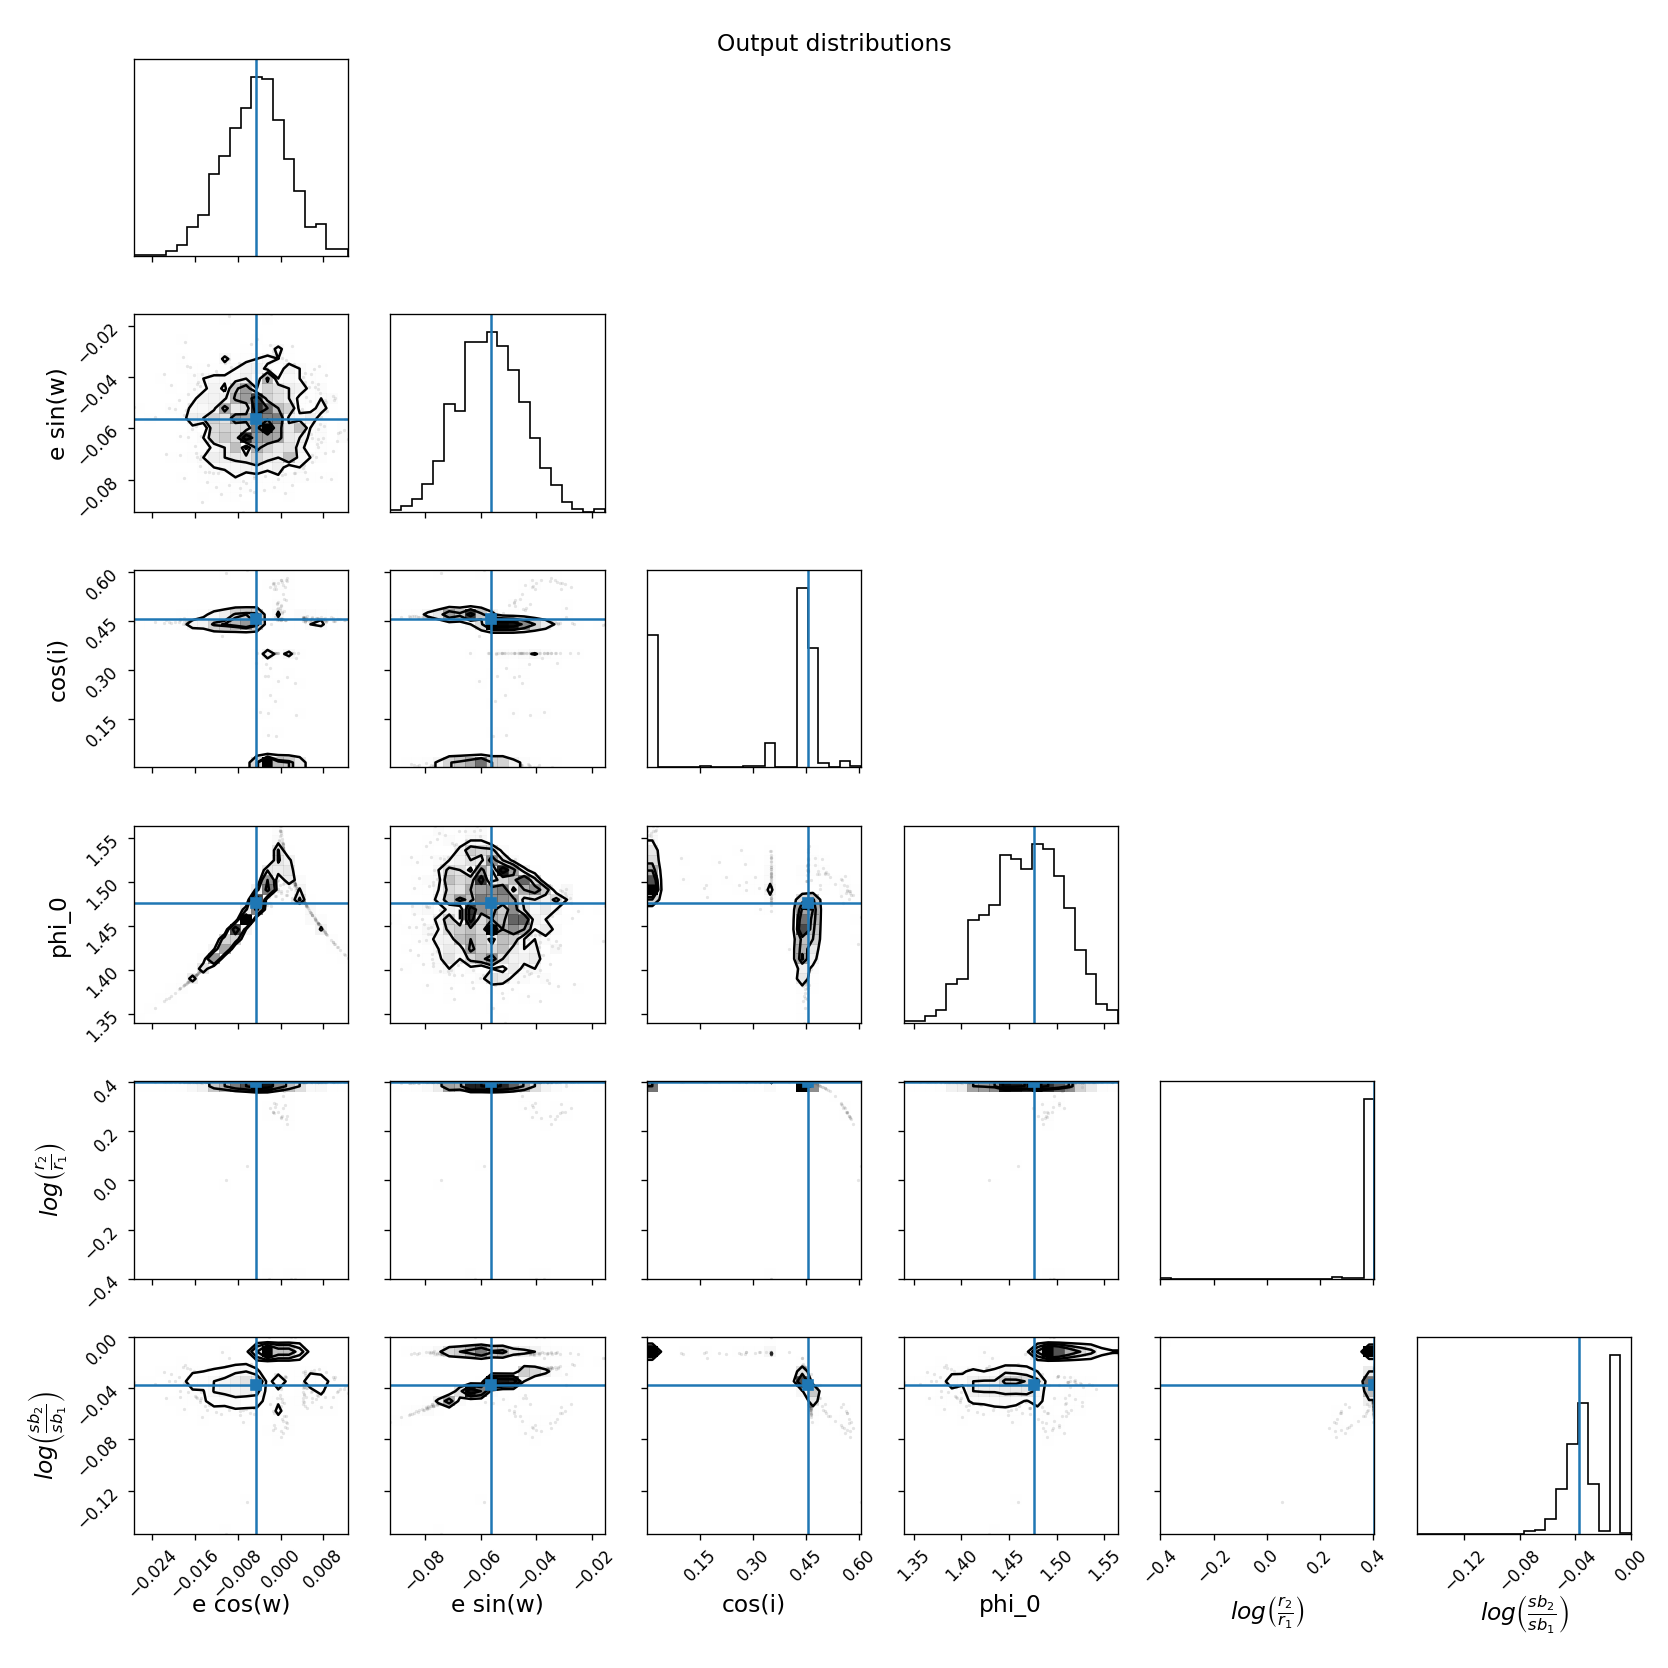 Output distributions
e sin(w)
−0.02
−0.04
−0.06
−0.08
cos(i)
0.60
0.45
0.30
0.15
phi_0
1.55
1.50
1.45
1.40
1.35
log(r₂/r₁)
0.4
0.2
0.0
−0.2
−0.4
log(sb₂/sb₁)
0.00
−0.04
−0.08
−0.12
−0.024 −0.016 −0.008 0.000 0.008
−0.08 −0.06 −0.04 −0.02
0.15 0.30 0.45 0.60
1.35 1.40 1.45 1.50 1.55
−0.4 −0.2 0.0 0.2 0.4
−0.12 −0.08 −0.04 0.00
e cos(w)
e sin(w)
cos(i)
phi_0
log(r₂/r₁)
log(sb₂/sb₁)